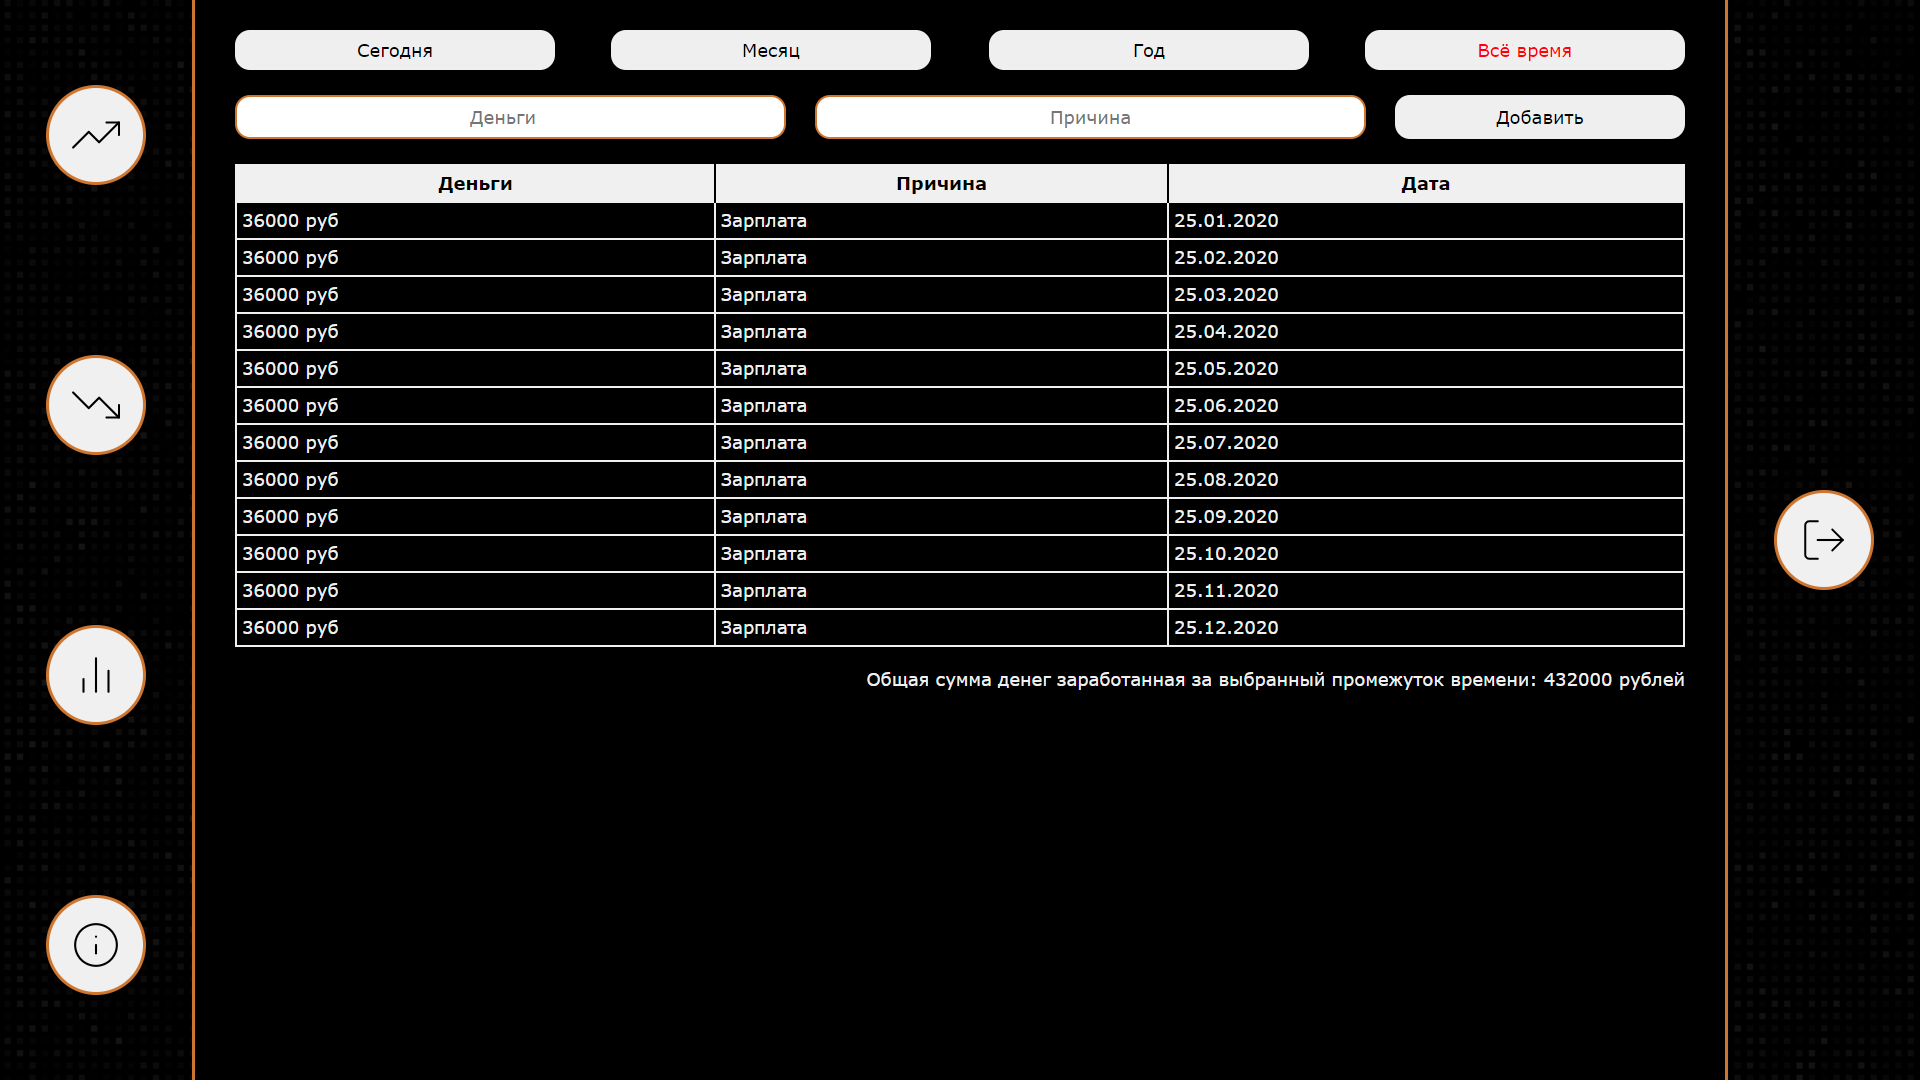 Сегодня Месяц Год Всё время
Деньги Причина Добавить
Деньги Причина Дата
36000 руб Зарплата 25.01.2020
36000 руб Зарплата 25.02.2020
36000 руб Зарплата 25.03.2020
36000 руб Зарплата 25.04.2020
36000 руб Зарплата 25.05.2020
36000 руб Зарплата 25.06.2020
36000 руб Зарплата 25.07.2020
36000 руб Зарплата 25.08.2020
36000 руб Зарплата 25.09.2020
36000 руб Зарплата 25.10.2020
36000 руб Зарплата 25.11.2020
36000 руб Зарплата 25.12.2020
Общая сумма денег заработанная за выбранный промежуток времени: 432000 рублей